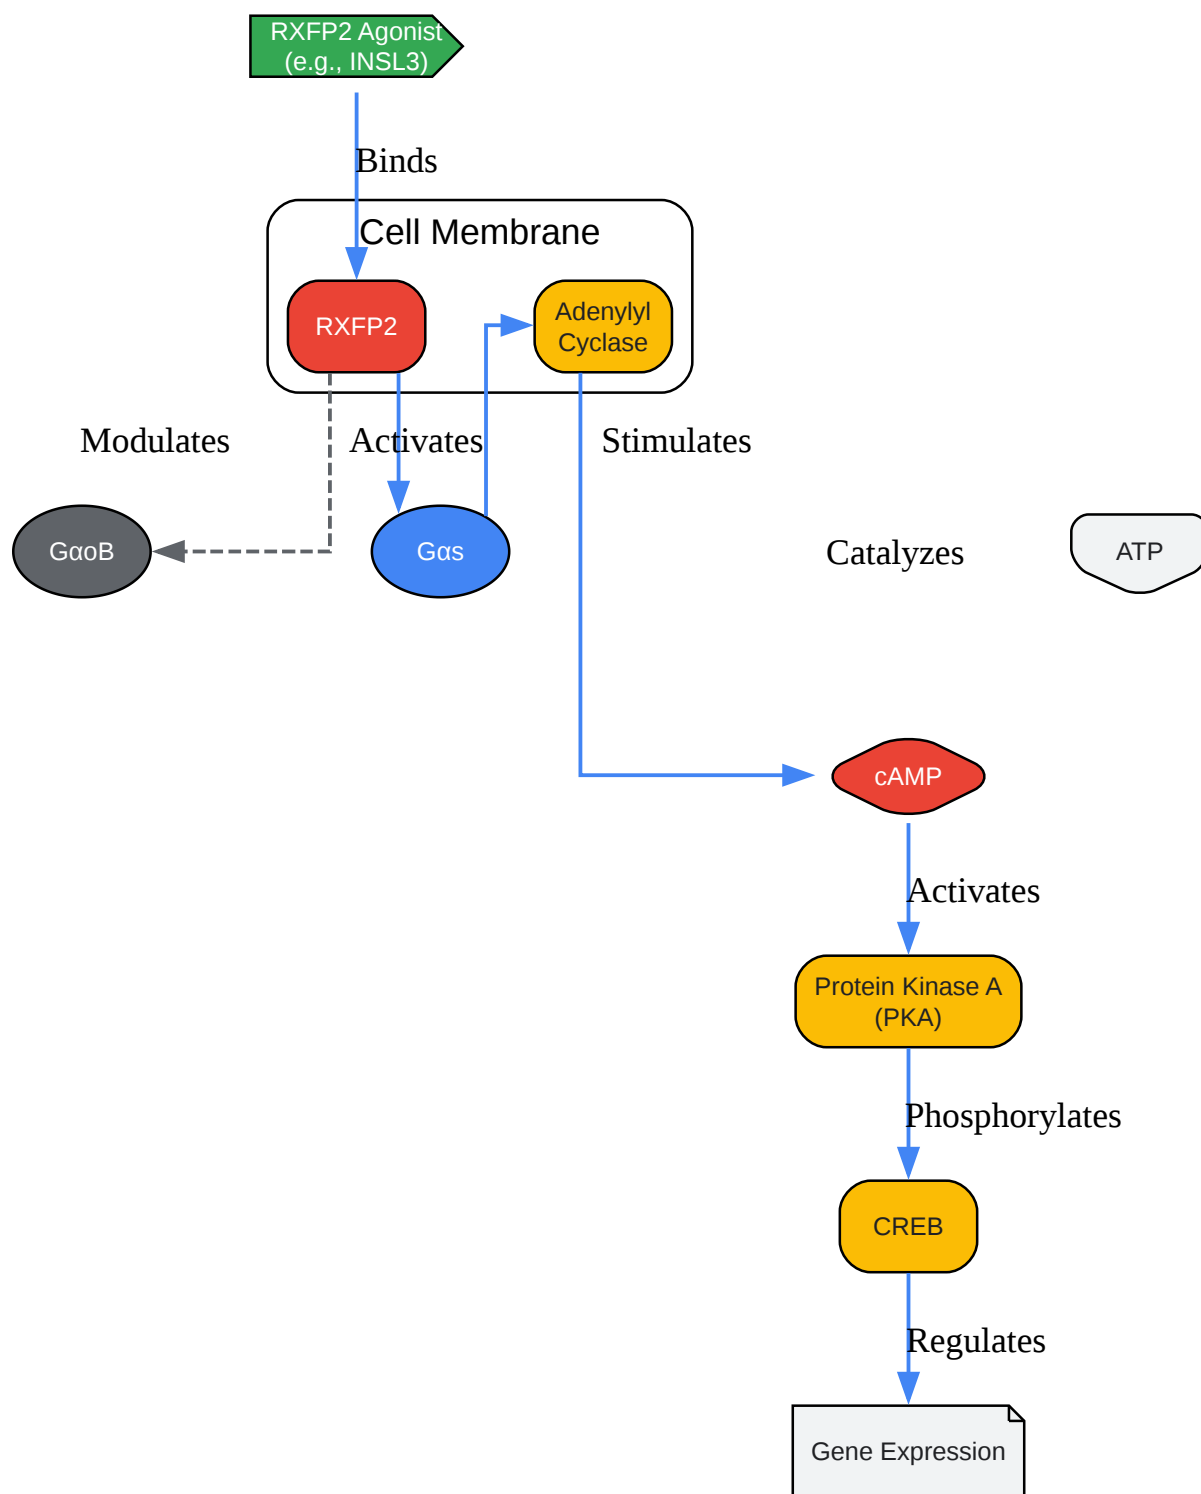 RXFP2 Agonist
(e.g., INSL3)
Binds
Cell Membrane
RXFP2
Adenylyl
Cyclase
Modulates
Activates
Stimulates
GαoB
Gαs
Catalyzes
ATP
cAMP
Activates
Protein Kinase A
(PKA)
Phosphorylates
CREB
Regulates
Gene Expression